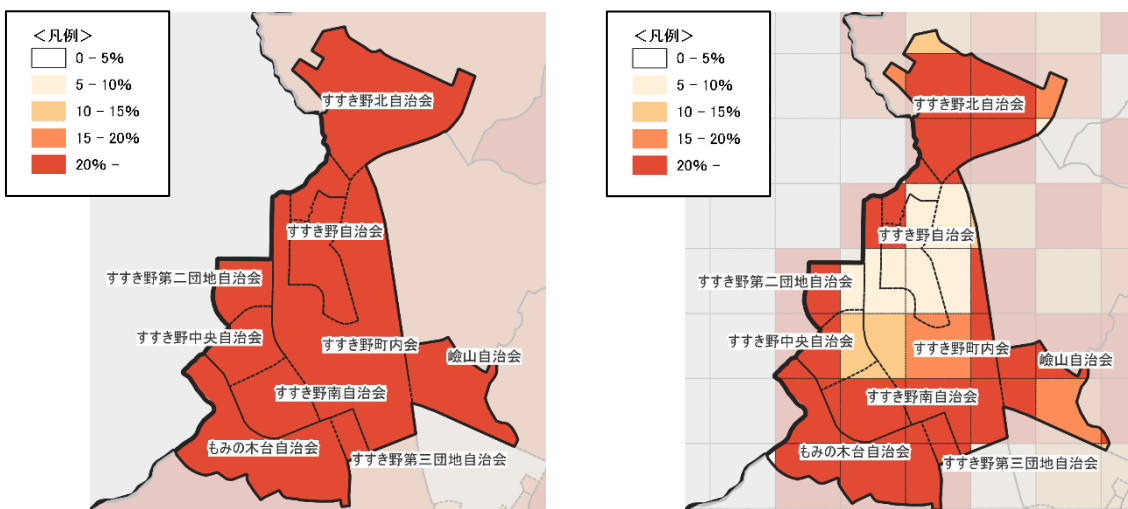 <凡例>
0 – 5%
5 – 10%
10 – 15%
15 – 20%
20% –
すすき野北自治会
すすき野自治会
すすき野第二団地自治会
すすき野中央自治会
すすき野町内会
嶮山自治会
すすき野南自治会
もみの木台自治会
すすき野第三団地自治会
<凡例>
0 – 5%
5 – 10%
10 – 15%
15 – 20%
20% –
すすき野北自治会
すすき野自治会
すすき野第二団地自治会
すすき野中央自治会
すすき野町内会
嶮山自治会
すすき野南自治会
もみの木台自治会
すすき野第三団地自治会